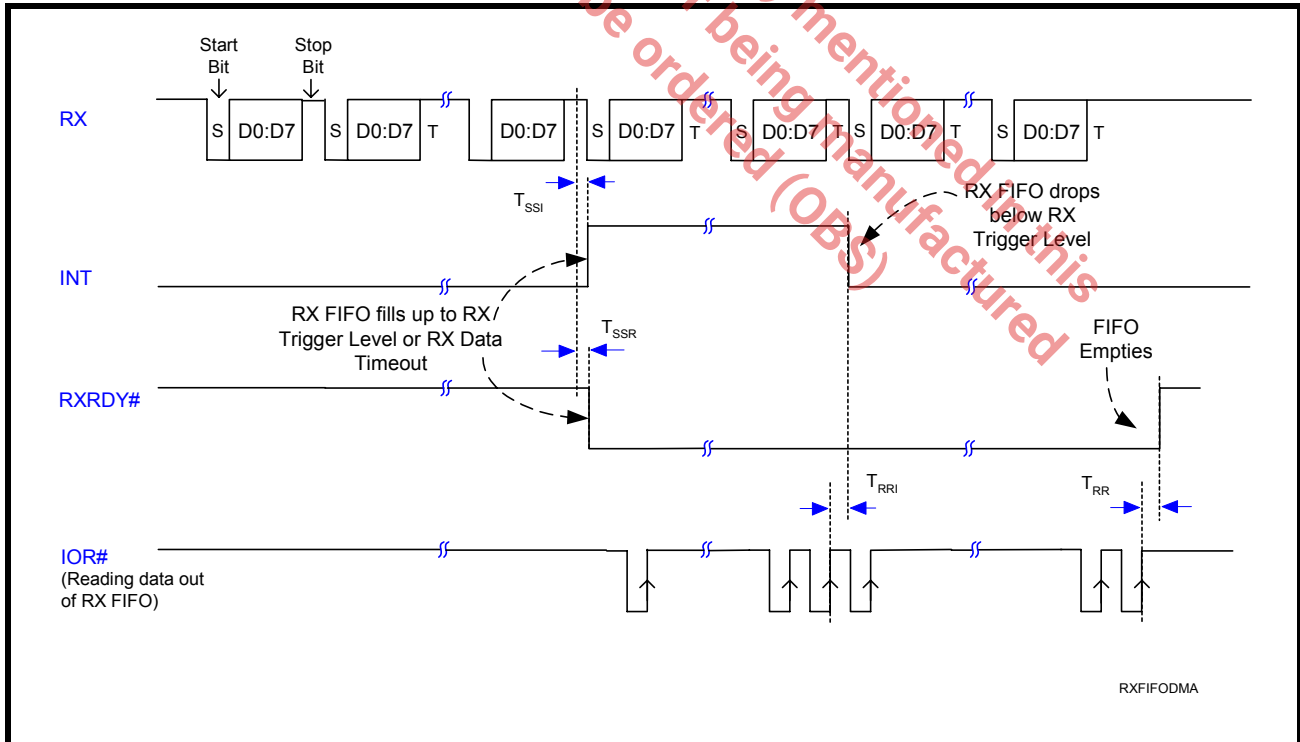 Start
Bit
Stop
Bit
RX
S D0:D7 S D0:D7 T D0:D7 S D0:D7 T S D0:D7 T S D0:D7 T S D0:D7 T
TSSI
RX FIFO drops
below RX
Trigger Level
INT
RX FIFO fills up to RX
Trigger Level or RX Data
Timeout
TSSR
FIFO
Empties
RXRDY#
TRRI
TRR
IOR#
(Reading data out
of RX FIFO)
RXFIFODMA
mentioned in this
being manufactured
be ordered (OBS)